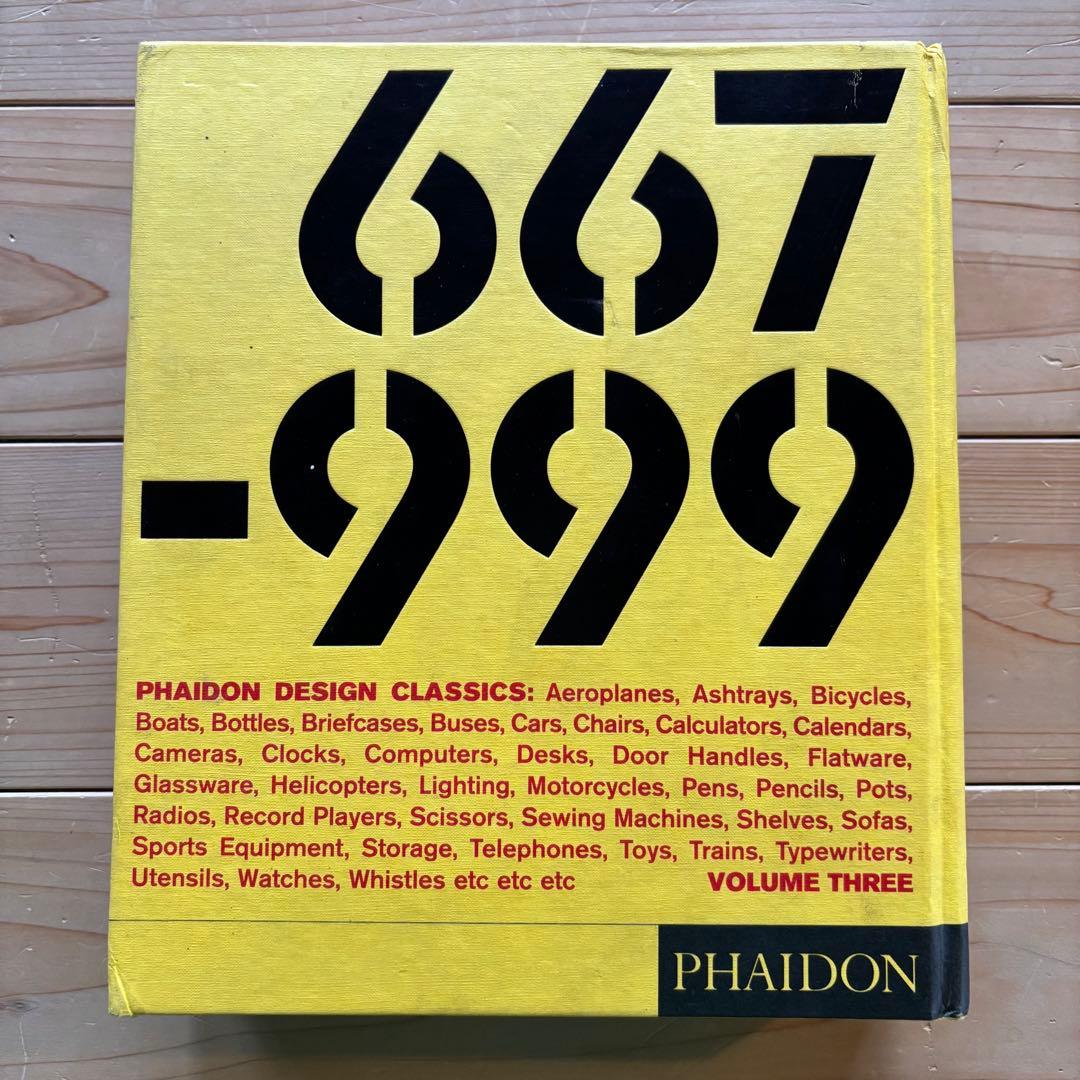 667
-999
PHAIDON DESIGN CLASSICS: Aeroplanes, Ashtrays, Bicycles,
Boats, Bottles, Briefcases, Buses, Cars, Chairs, Calculators, Calendars,
Cameras, Clocks, Computers, Desks, Door Handles, Flatware,
Glassware, Helicopters, Lighting, Motorcycles, Pens, Pencils, Pots,
Radios, Record Players, Scissors, Sewing Machines, Shelves, Sofas,
Sports Equipment, Storage, Telephones, Toys, Trains, Typewriters,
Utensils, Watches, Whistles etc etc etc VOLUME THREE
PHAIDON